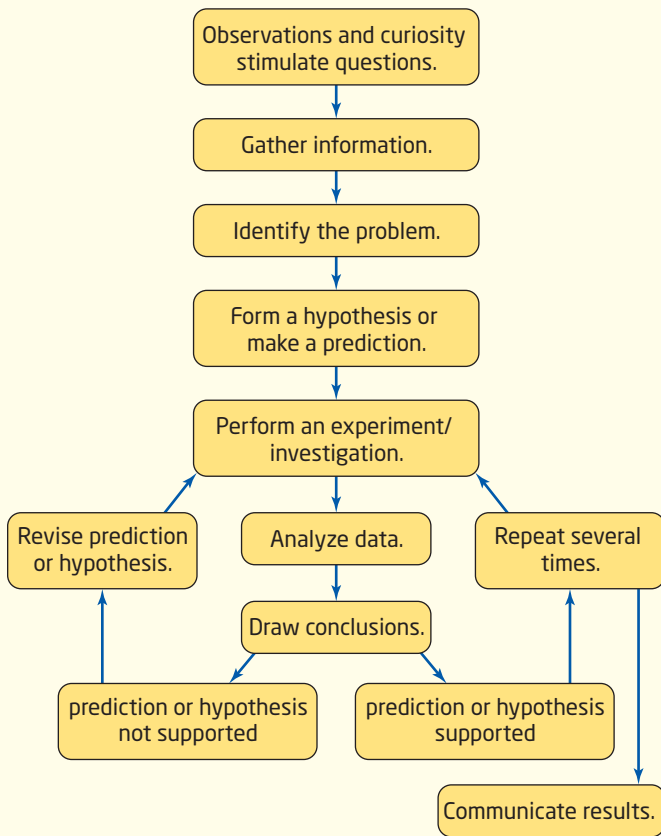 Observations and curiosity
stimulate questions.
Gather information.
Identify the problem.
Form a hypothesis or
make a prediction.
Perform an experiment/
investigation.
Revise prediction
or hypothesis.
Analyze data.
Repeat several
times.
Draw conclusions.
prediction or hypothesis
not supported
prediction or hypothesis
supported
Communicate results.